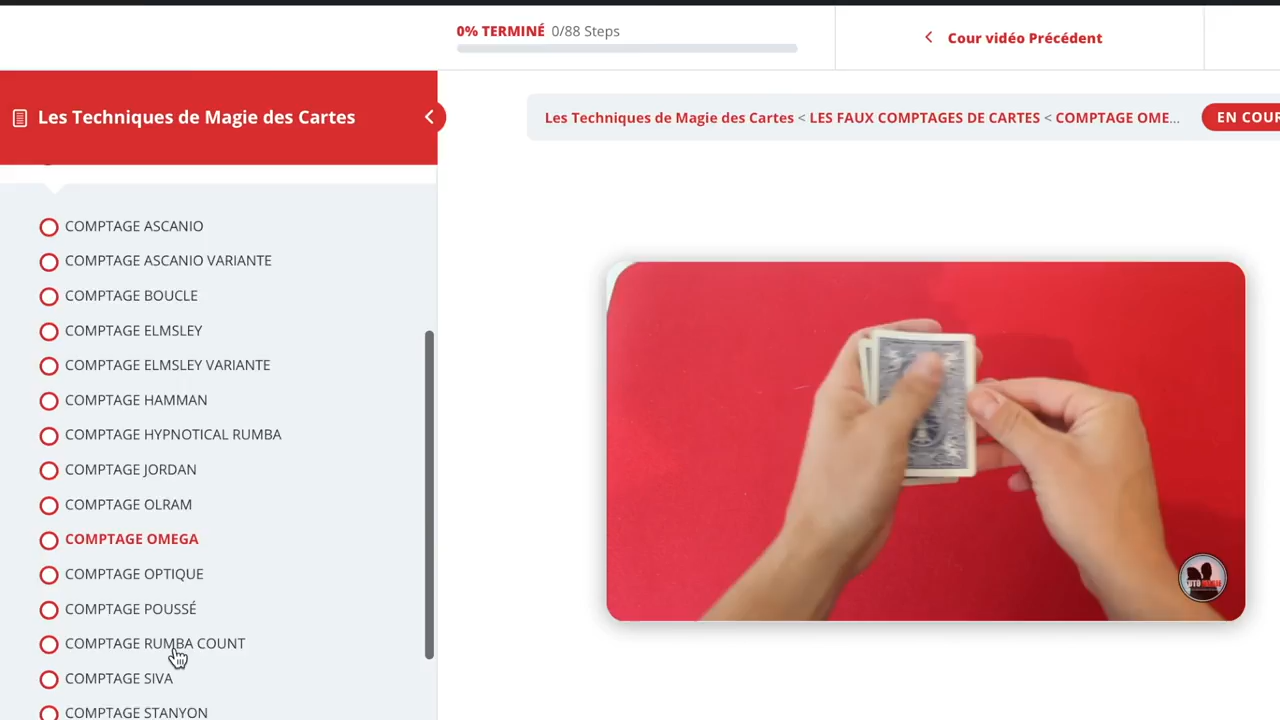 0% TERMINÉ 0/88 Steps
Cour vidéo Précédent
Les Techniques de Magie des Cartes
Les Techniques de Magie des Cartes < LES FAUX COMPTAGES DE CARTES < COMPTAGE OME...
EN COUR
COMPTAGE ASCANIO
COMPTAGE ASCANIO VARIANTE
COMPTAGE BOUCLE
COMPTAGE ELMSLEY
COMPTAGE ELMSLEY VARIANTE
COMPTAGE HAMMAN
COMPTAGE HYPNOTICAL RUMBA
COMPTAGE JORDAN
COMPTAGE OLRAM
COMPTAGE OMEGA
COMPTAGE OPTIQUE
COMPTAGE POUSSÉ
COMPTAGE RUMBA COUNT
COMPTAGE SIVA
COMPTAGE STANYON